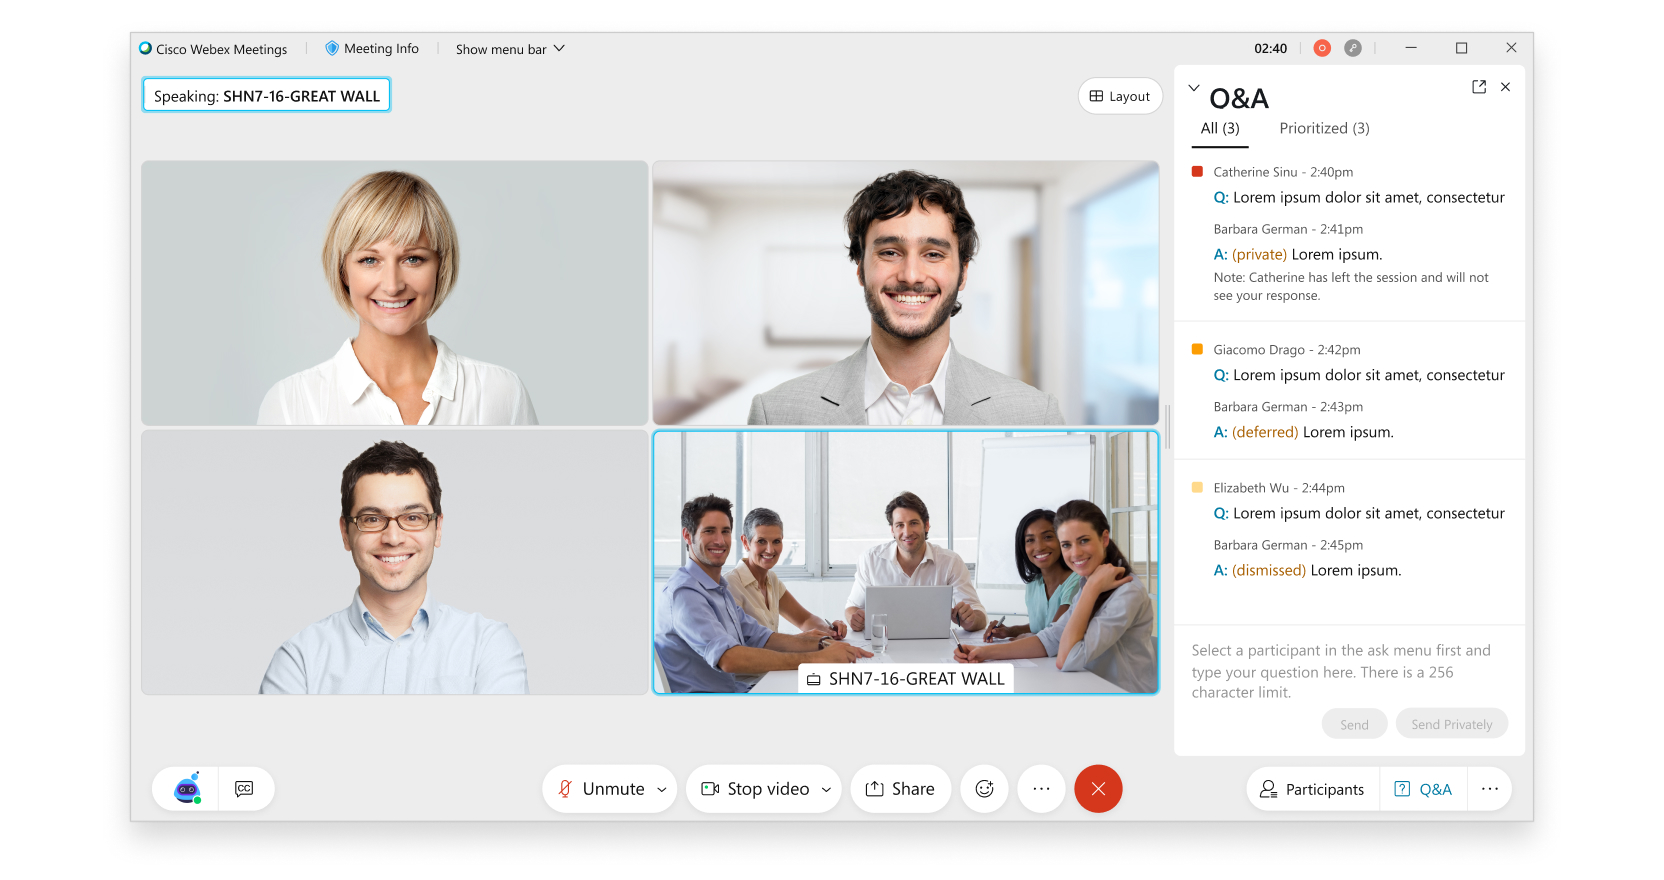 Cisco Webex Meetings
Meeting Info
Show menu bar
02:40
Speaking: SHN7-16-GREAT WALL
Layout
SHN7-16-GREAT WALL
Q&A
All (3)
Prioritized (3)
Catherine Sinu - 2:40pm
Q: Lorem ipsum dolor sit amet, consectetur
Barbara German - 2:41pm
A: (private) Lorem ipsum.
Note: Catherine has left the session and will not
see your response.
Giacomo Drago - 2:42pm
Q: Lorem ipsum dolor sit amet, consectetur
Barbara German - 2:43pm
A: (deferred) Lorem ipsum.
Elizabeth Wu - 2:44pm
Q: Lorem ipsum dolor sit amet, consectetur
Barbara German - 2:45pm
A: (dismissed) Lorem ipsum.
Select a participant in the ask menu first and
type your question here. There is a 256
character limit.
Send
Send Privately
CC
Unmute
Stop video
Share
Participants
Q&A